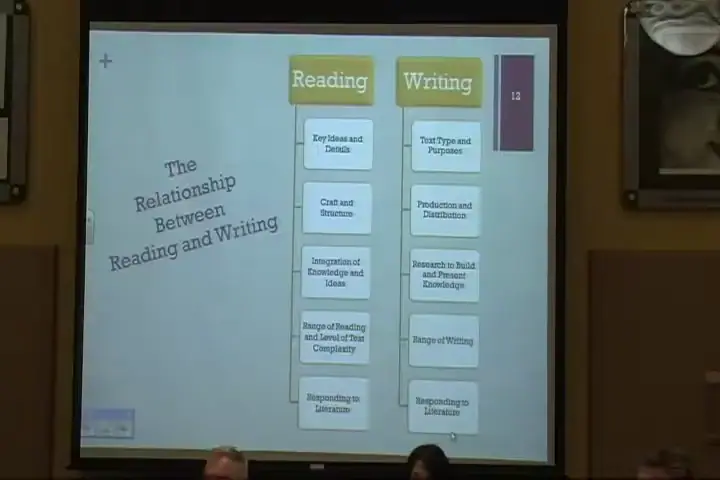 The
Relationship
Between
Reading and Writing
Reading
Key Ideas and
Details
Craft and
Structure
Integration of
Knowledge and
Ideas
Range of Reading
and Level of Text
Complexity
Responding to
Literature
Writing
Text Type and
Purposes
Production and
Distribution
Research to Build
and Present
Knowledge
Range of Writing
Responding to
Literature
12